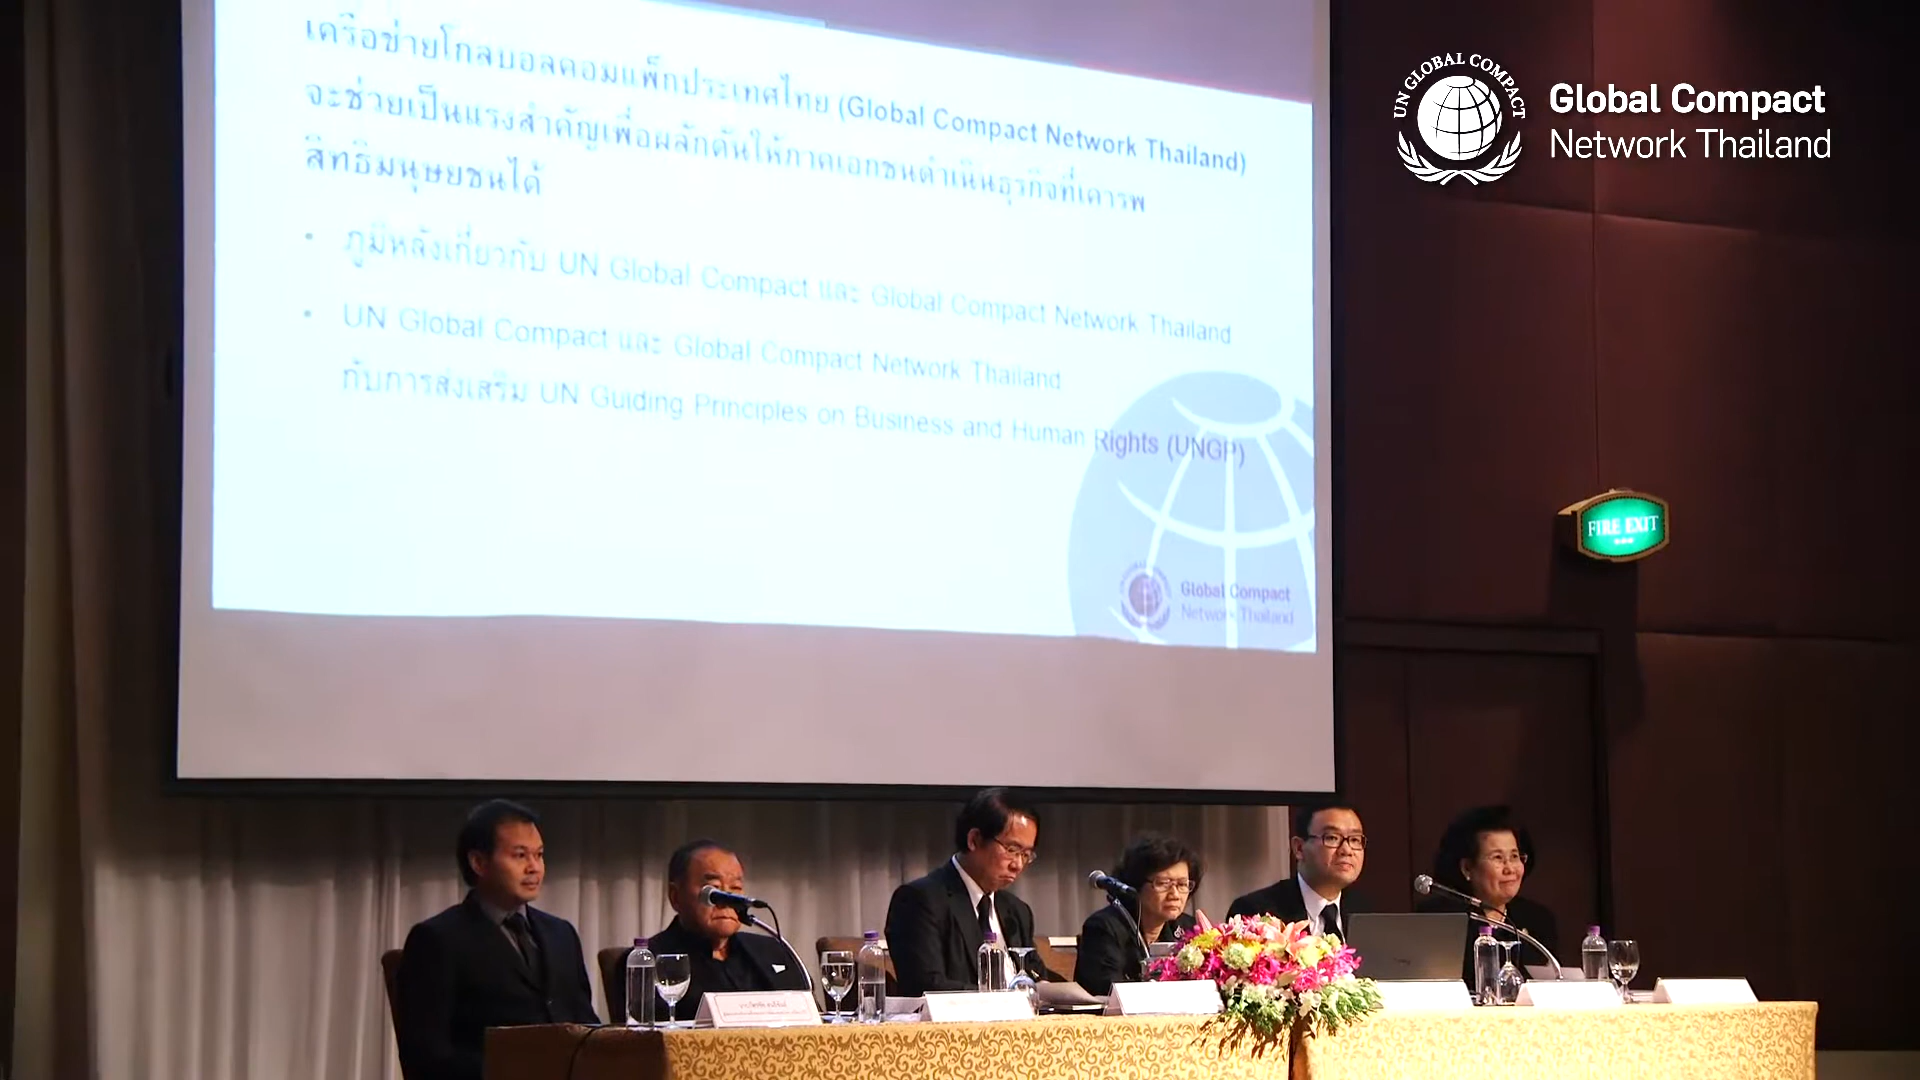 เครือข่ายโกลบอลคอมแพ็กประเทศไทย (Global Compact Network Thailand)
จะช่วยเป็นแรงสำคัญเพื่อผลักดันให้ภาคเอกชนดำเนินธุรกิจที่เคารพ
สิทธิมนุษยชนได้
• ภูมิหลังเกี่ยวกับ UN Global Compact และ Global Compact Network Thailand
• UN Global Compact และ Global Compact Network Thailand
กับการส่งเสริม UN Guiding Principles on Business and Human Rights (UNGP)
Global Compact
Network Thailand
UN GLOBAL COMPACT
Global Compact
Network Thailand
FIRE EXIT